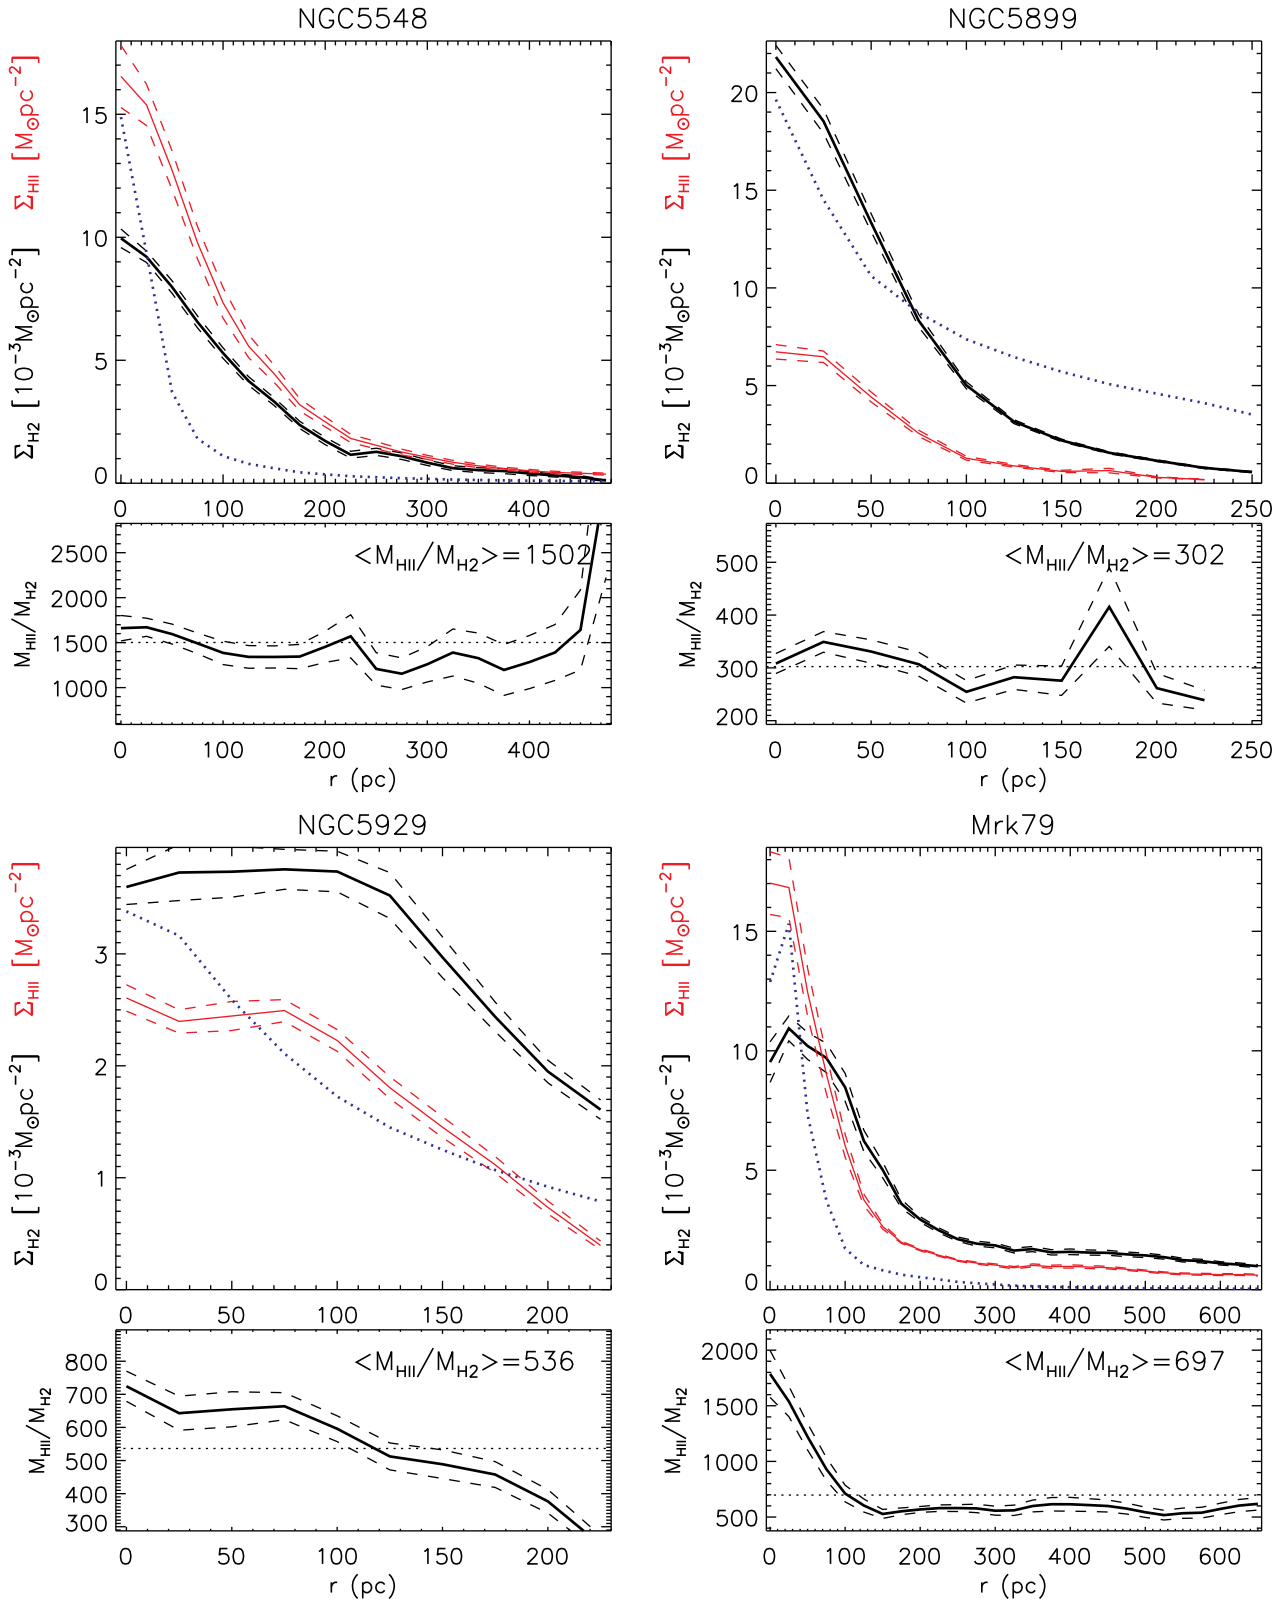 NGC5548
Σ_H2 [10⁻³M⊙pc⁻²] Σ_HII [M⊙pc⁻²]
15
10
5
0
0 100 200 300 400
M_HII/M_H2
<M_HII/M_H2>=1502
2500
2000
1500
1000
0 100 200 300 400
r (pc)
NGC5899
Σ_H2 [10⁻³M⊙pc⁻²] Σ_HII [M⊙pc⁻²]
20
15
10
5
0
0 50 100 150 200 250
M_HII/M_H2
<M_HII/M_H2>=302
500
400
300
200
0 50 100 150 200 250
r (pc)
NGC5929
Σ_H2 [10⁻³M⊙pc⁻²] Σ_HII [M⊙pc⁻²]
3
2
1
0
0 50 100 150 200
M_HII/M_H2
<M_HII/M_H2>=536
800
700
600
500
400
300
0 50 100 150 200
r (pc)
Mrk79
Σ_H2 [10⁻³M⊙pc⁻²] Σ_HII [M⊙pc⁻²]
15
10
5
0
0 100 200 300 400 500 600
M_HII/M_H2
<M_HII/M_H2>=697
2000
1500
1000
500
0 100 200 300 400 500 600
r (pc)